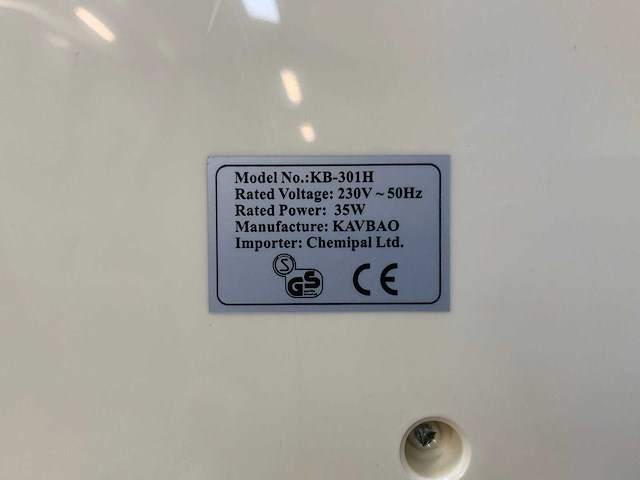 Model No.:KB-301H
Rated Voltage: 230V ~ 50Hz
Rated Power: 35W
Manufacture: KAVBAO
Importer: Chemipal Ltd.
S
GS CE